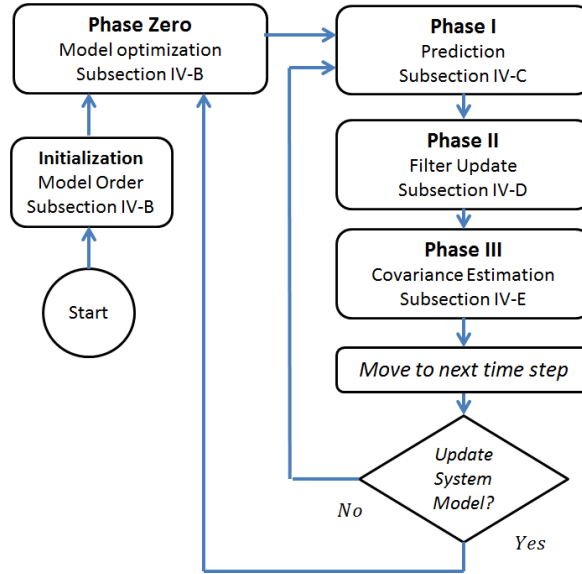 Phase Zero
Model optimization
Subsection IV-B
Initialization
Model Order
Subsection IV-B
Start
Phase I
Prediction
Subsection IV-C
Phase II
Filter Update
Subsection IV-D
Phase III
Covariance Estimation
Subsection IV-E
Move to next time step
Update
System
Model?
No
Yes